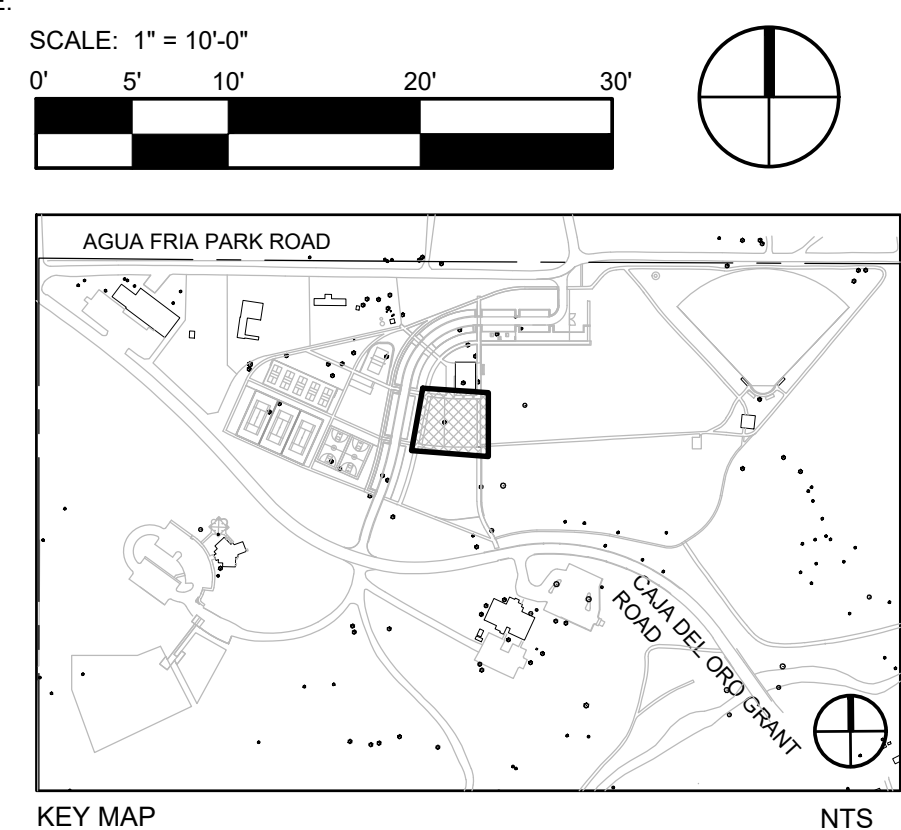 E:
SCALE: 1" = 10'-0"
0' 5' 10' 20' 30'
AGUA FRIA PARK ROAD
CAJA DEL ORO GRANT
ROAD
KEY MAP NTS